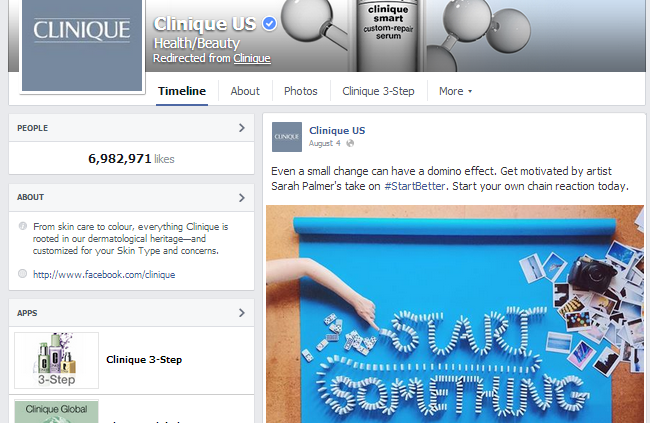 CLINIQUE
Clinique US
Health/Beauty
Redirected from Clinique
clinique
smart
custom-repair
serum
Timeline
About
Photos
Clinique 3-Step
More
PEOPLE
6,982,971 likes
ABOUT
From skin care to colour, everything Clinique is
rooted in our dermatological heritage—and
customized for your Skin Type and concerns.
http://www.facebook.com/clinique
APPS
3-Step
Clinique 3-Step
Clinique Global
CLINIQUE
Clinique US
August 4
Even a small change can have a domino effect. Get motivated by artist
Sarah Palmer's take on #StartBetter. Start your own chain reaction today.
START
SOMETHING